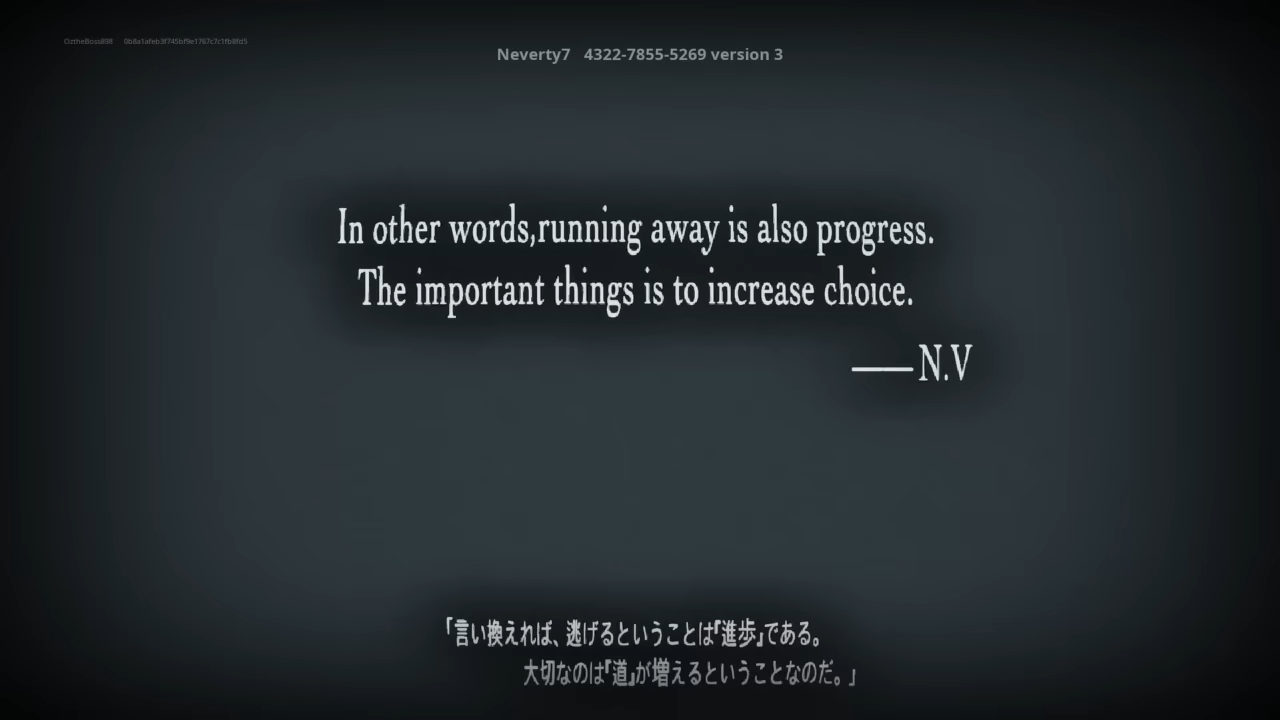 OztheBoss898
Neverty7 4322-7855-5269 version 3
In other words,running away is also progress.
The important things is to increase choice.
——N.V
「言い換えれば、逃げるということは『進歩』である。
大切なのは『道』が増えるということなのだ。」